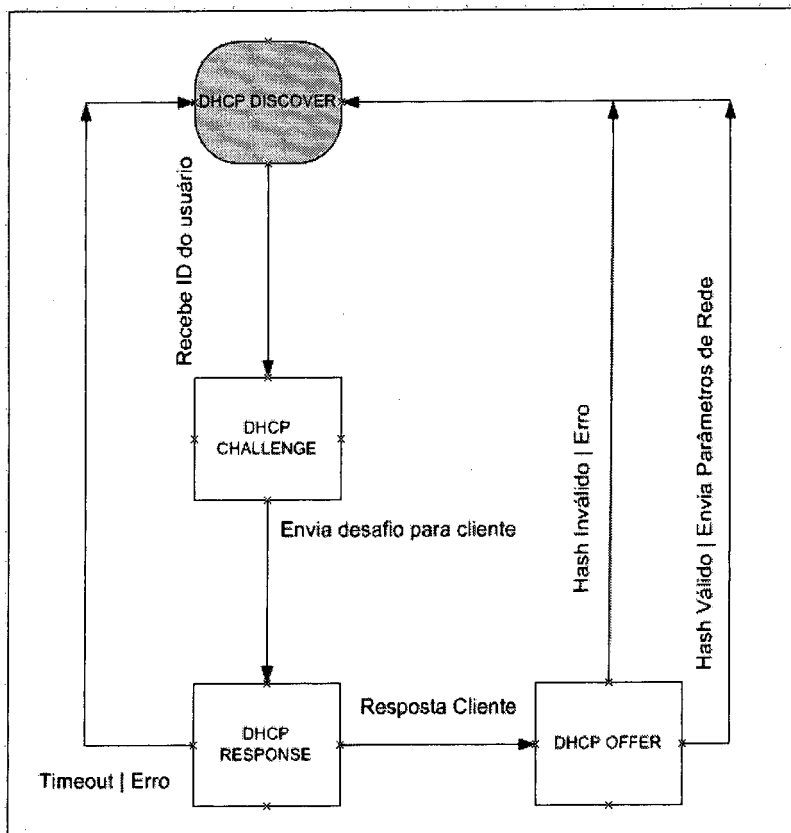 DHCP DISCOVER
Recebe ID do usuário
DHCP
CHALLENGE
Envia desafio para cliente
Hash Inválido | Erro
Hash Válido | Envia Parâmetros de Rede
DHCP
RESPONSE
Resposta Cliente
DHCP OFFER
Timeout | Erro